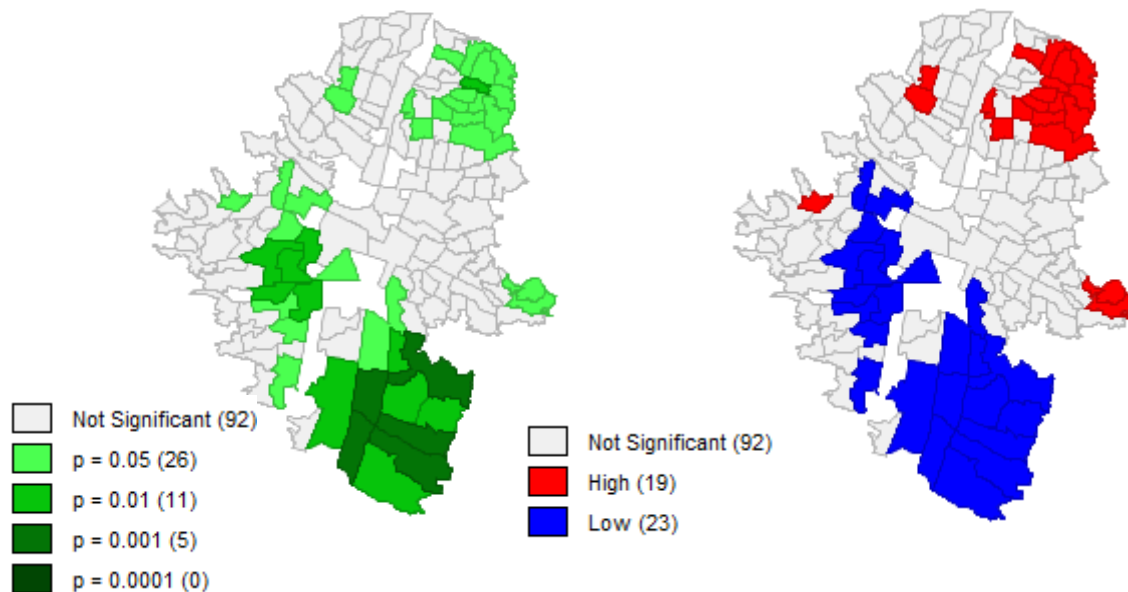 Not Significant (92)
p = 0.05 (26)
p = 0.01 (11)
p = 0.001 (5)
p = 0.0001 (0)
Not Significant (92)
High (19)
Low (23)